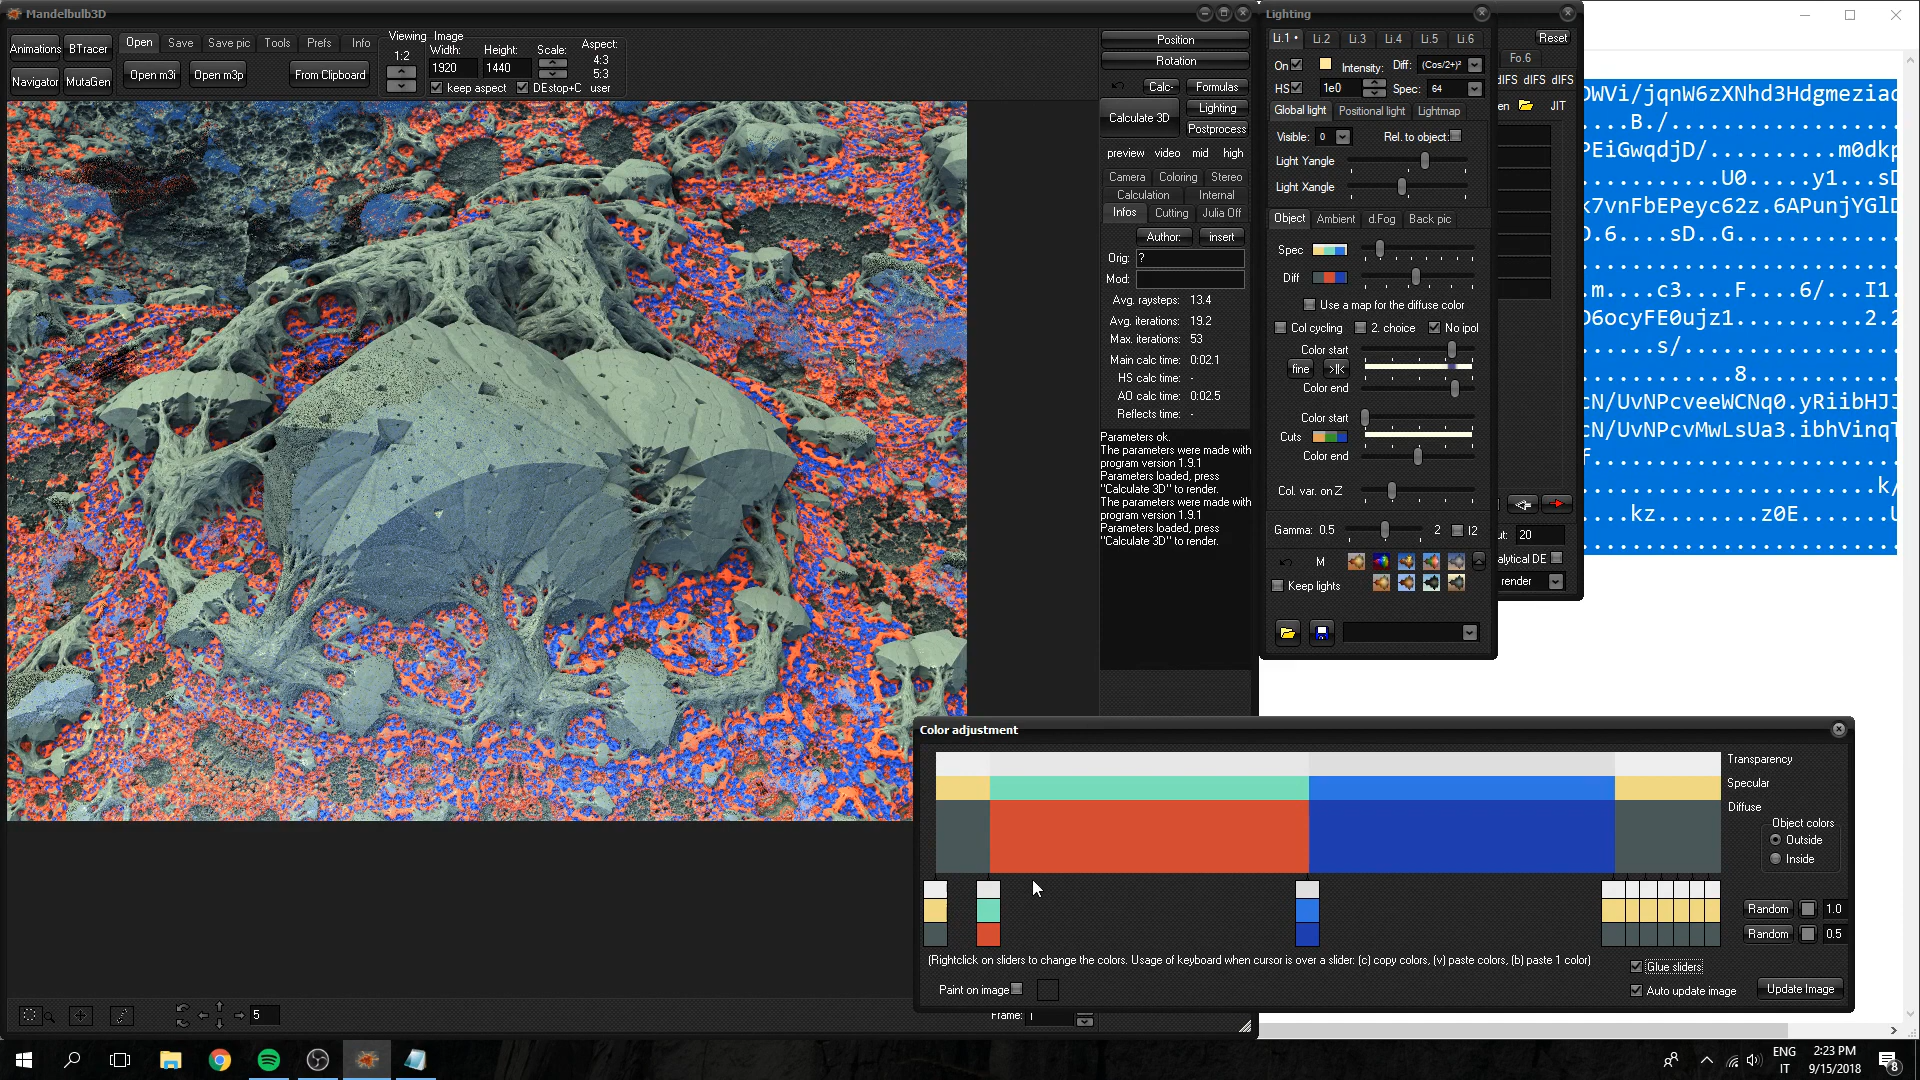 Mandelbulb3D
Animations
BTracer
Navigator
MutaGen
Open
Save
Save pic
Tools
Prefs
Info
Open m3i
Open m3p
From Clipboard
Viewing
1:2
Image
Width:
1920
Height:
1440
Scale:
keep aspect
DEstop+C
Aspect:
4:3
5:3
user
Position
Rotation
Calc-
Formulas
Calculate 3D
Lighting
Postprocess
preview video mid high
Camera Coloring Stereo
Calculation Internal
Infos Cutting Julia Off
Author: insert
Orig: ?
Mod:
Avg. raysteps: 13.4
Avg. iterations: 19.2
Max. iterations: 53
Main calc time: 0:02.1
HS calc time: -
AO calc time: 0:02.5
Reflects time: -
Parameters ok.
The parameters were made with
program version 1.9.1
Parameters loaded, press
"Calculate 3D" to render.
The parameters were made with
program version 1.9.1
Parameters loaded, press
"Calculate 3D" to render.
5
Frame:
Lighting
Li.1 • Li.2 Li.3 Li.4 Li.5 Li.6
On Intensity: Diff: (Cos/2+)²
HS 1e0 Spec: 64
Global light Positional light Lightmap
Visible: 0 Rel. to object:
Light Yangle
Light Xangle
Object Ambient d.Fog Back pic
Spec
Diff
Use a map for the diffuse color
Col cycling 2. choice No ipol
Color start
fine >|<
Color end
Color start
Cuts
Color end
Col. var. on Z
Gamma: 0.5 2 I2
M
Keep lights
Reset
Fo.6
dIFS dIFS dIFS
en JIT
ut: 20
alytical DE
render
DWVi/jqnW6zXNhd3Hdgmeziac
....B./....................
PEiGwqdjD/..........m0dkp
...........U0.....y1...sD
k7vnFbEPeyc62z.6APunjYGlD
D.6....sD..G.............
.m....c3....F....6/...I1.
D6ocyFE0ujz1..........2.2
......s/.................
............8............
cN/UvNPcveeWCNq0.yRiibHJI
cN/UvNPcvMwLsUa3.ibhVinqT
f........................
.......................k/
....kz........z0E.......U
Color adjustment
Transparency
Specular
Diffuse
Object colors
Outside
Inside
Random 1.0
Random 0.5
(Rightclick on sliders to change the colors. Usage of keyboard when cursor is over a slider: (c) copy colors, (v) paste colors, (b) paste 1 color)
Glue sliders
Paint on image
Auto update image
Update Image
ENG
IT
2:23 PM
9/15/2018
8